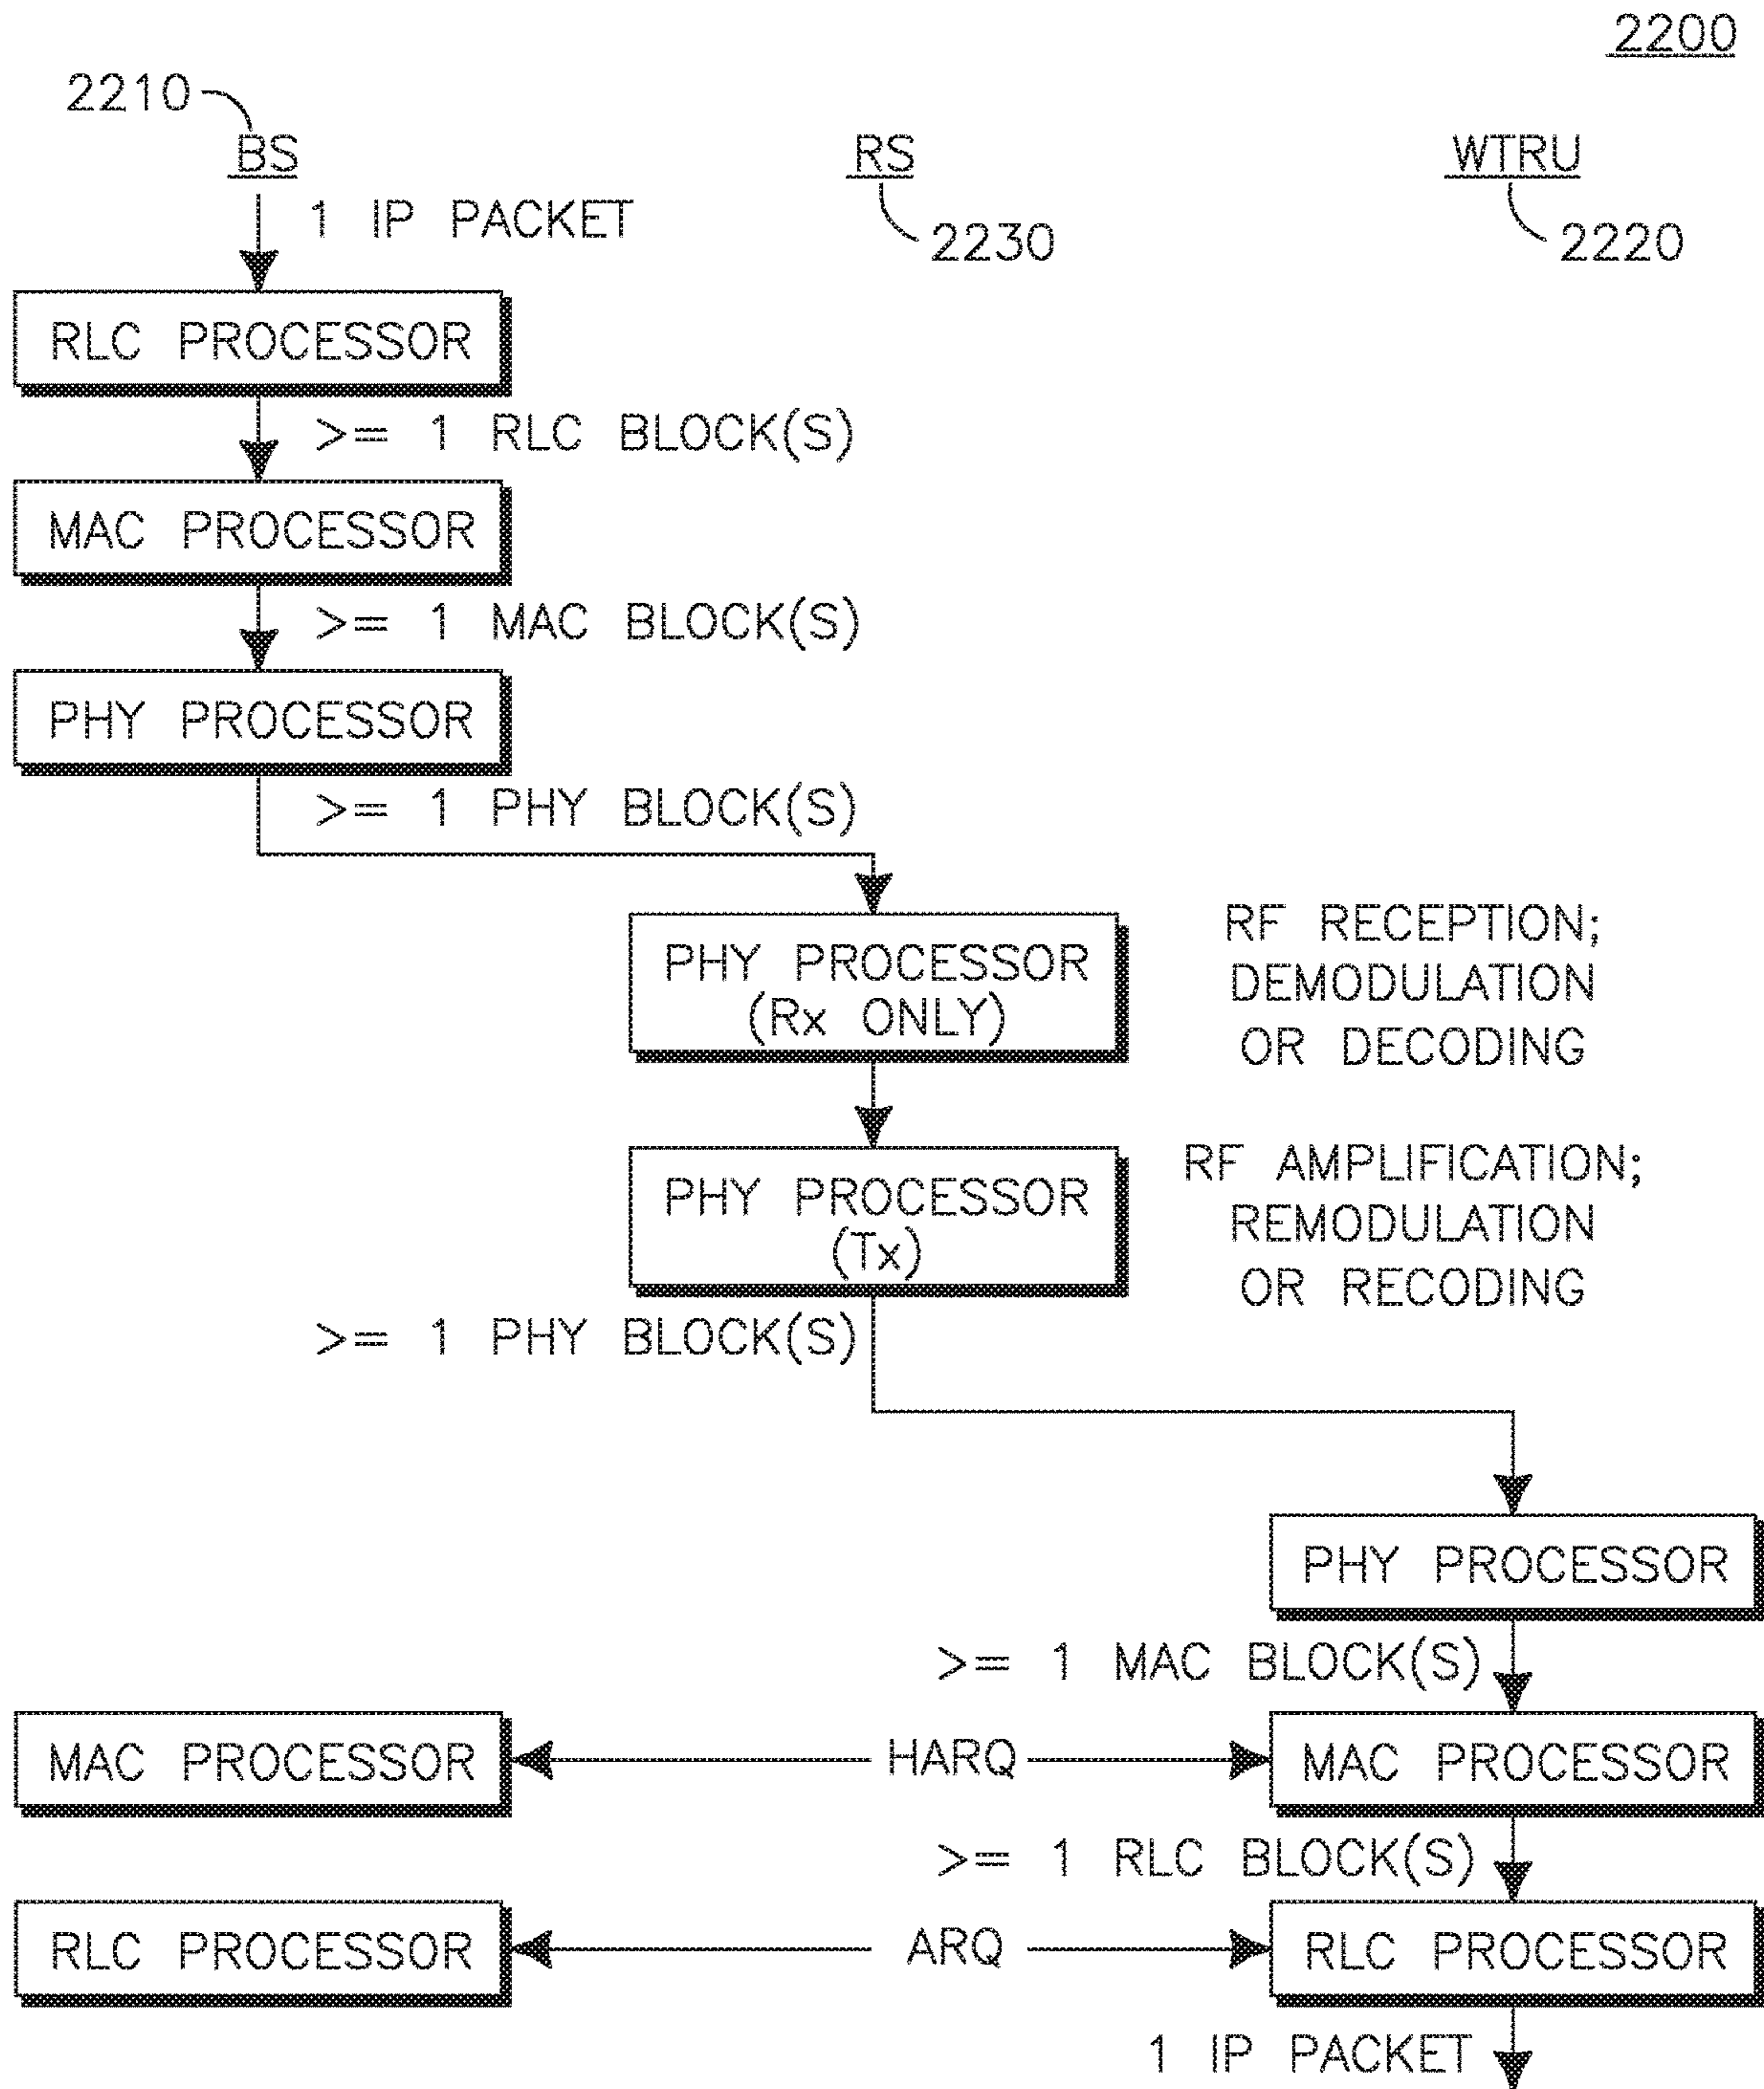 2200
2210
BS
RS
WTRU
1 IP PACKET
2230
2220
RLC PROCESSOR
>= 1 RLC BLOCK(S)
MAC PROCESSOR
>= 1 MAC BLOCK(S)
PHY PROCESSOR
>= 1 PHY BLOCK(S)
PHY PROCESSOR
(Rx ONLY)
RF RECEPTION;
DEMODULATION
OR DECODING
PHY PROCESSOR
(Tx)
RF AMPLIFICATION;
REMODULATION
OR RECODING
>= 1 PHY BLOCK(S)
PHY PROCESSOR
>= 1 MAC BLOCK(S)
MAC PROCESSOR
HARQ
MAC PROCESSOR
>= 1 RLC BLOCK(S)
RLC PROCESSOR
ARQ
RLC PROCESSOR
1 IP PACKET